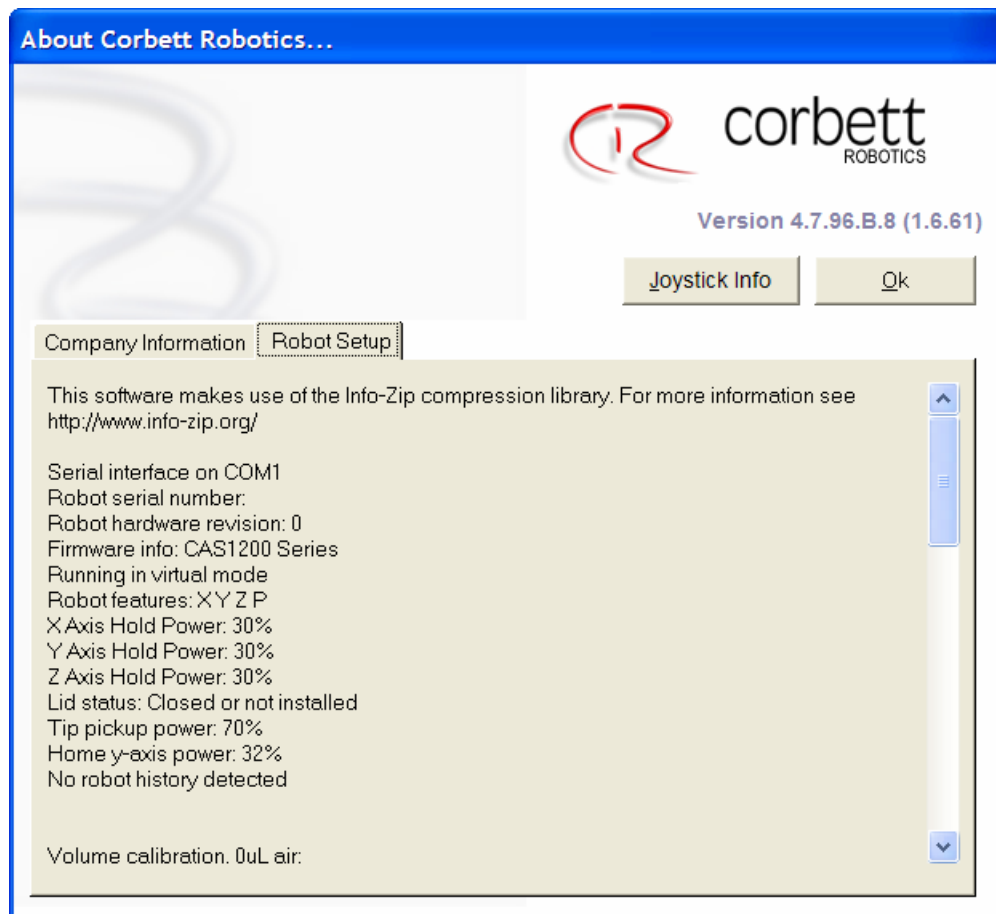 About Corbett Robotics...
corbett
ROBOTICS
Version 4.7.96.B.8 (1.6.61)
Joystick Info
Ok
Company Information
Robot Setup
This software makes use of the Info-Zip compression library. For more information see
http://www.info-zip.org/
Serial interface on COM1
Robot serial number:
Robot hardware revision: 0
Firmware info: CAS1200 Series
Running in virtual mode
Robot features: X Y Z P
X Axis Hold Power: 30%
Y Axis Hold Power: 30%
Z Axis Hold Power: 30%
Lid status: Closed or not installed
Tip pickup power: 70%
Home y-axis power: 32%
No robot history detected
Volume calibration. 0uL air: